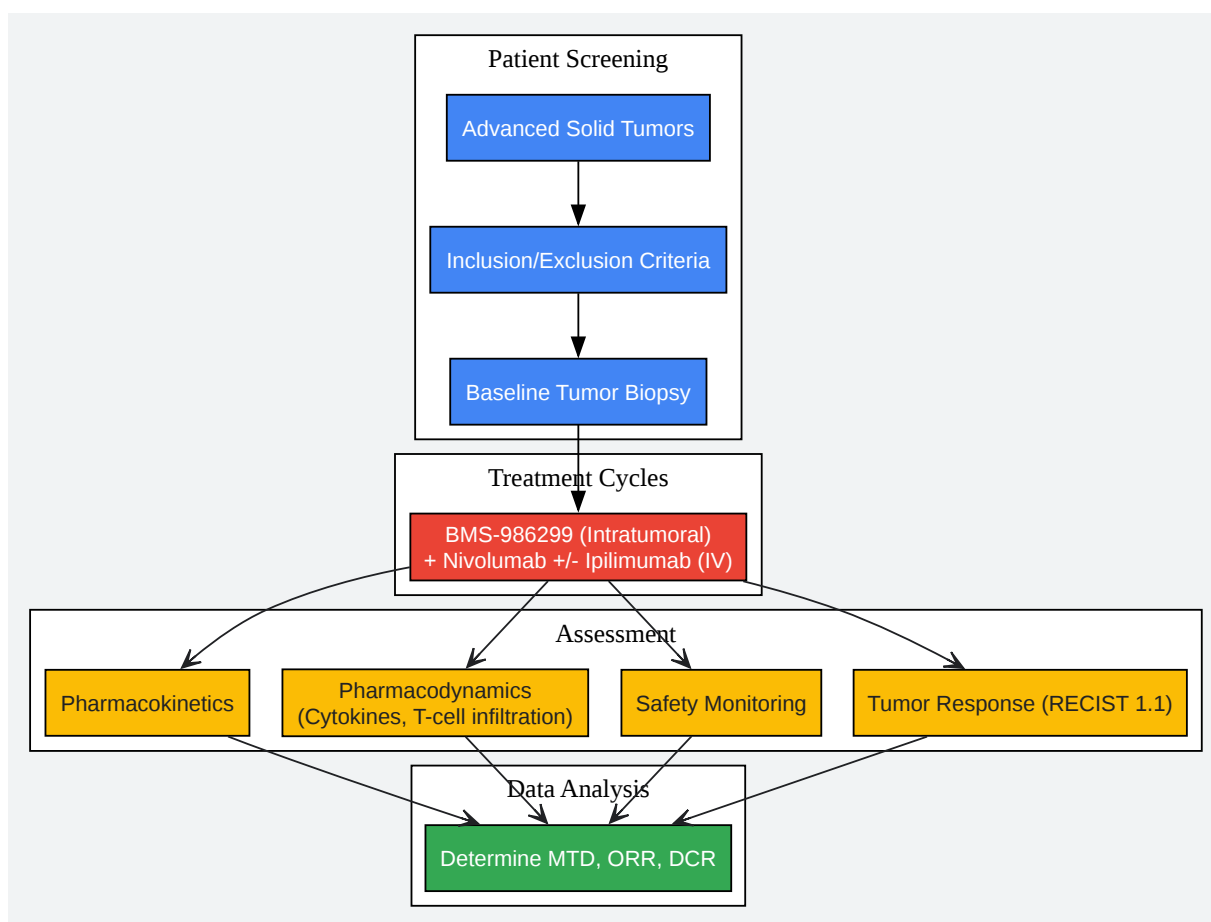 Patient Screening
Advanced Solid Tumors
Inclusion/Exclusion Criteria
Baseline Tumor Biopsy
Treatment Cycles
BMS-986299 (Intratumoral)
+ Nivolumab +/- Ipilimumab (IV)
Assessment
Pharmacokinetics
Pharmacodynamics
(Cytokines, T-cell infiltration)
Safety Monitoring
Tumor Response (RECIST 1.1)
Data Analysis
Determine MTD, ORR, DCR